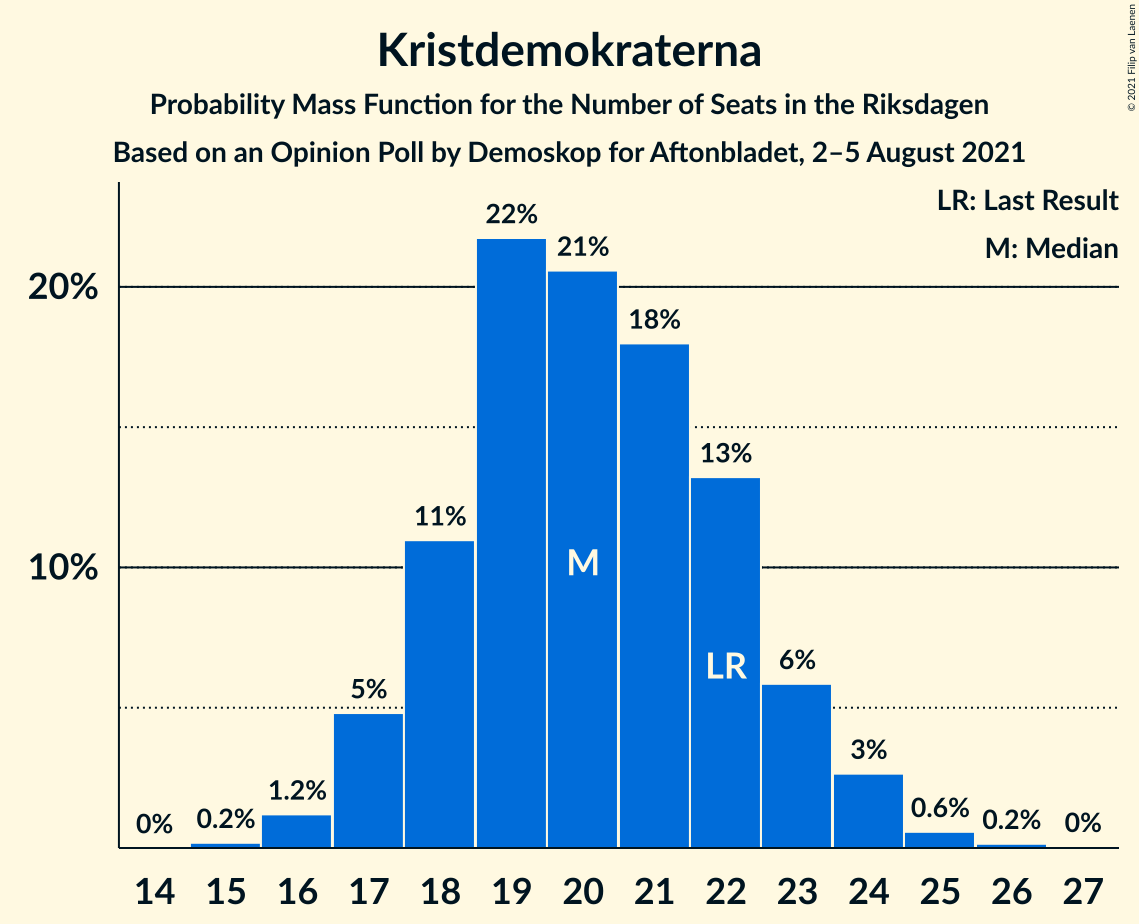 Kristdemokraterna
Probability Mass Function for the Number of Seats in the Riksdagen
Based on an Opinion Poll by Demoskop for Aftonbladet, 2–5 August 2021
© 2021 Filip van Laenen
LR: Last Result
M: Median
22%
21%
20%
18%
13%
11%
10%
M
LR
6%
5%
3%
1.2%
0.6%
0% 0.2% 0.2% 0%
14 15 16 17 18 19 20 21 22 23 24 25 26 27